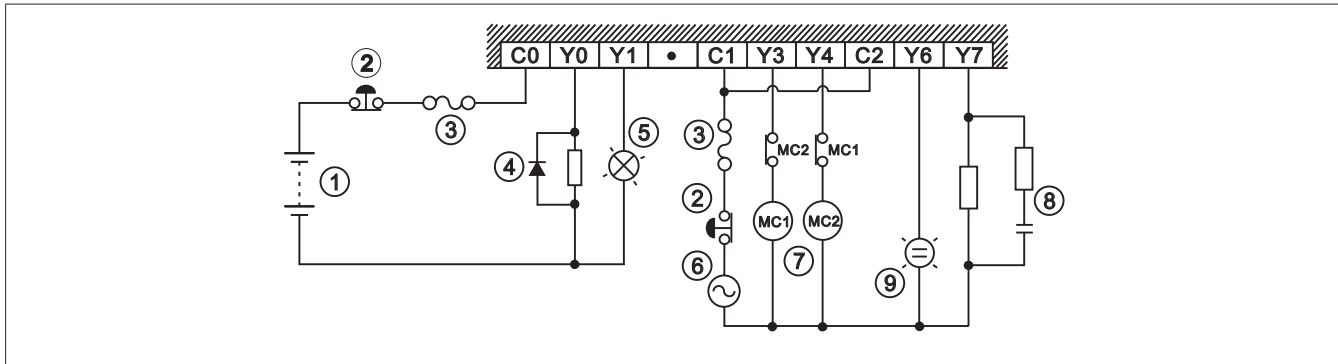 C0 Y0 Y1 • C1 Y3 Y4 C2 Y6 Y7
②
③
④
⑤
①
③
MC2
MC1
②
MC1
MC2
⑧
⑥
⑦
⑨